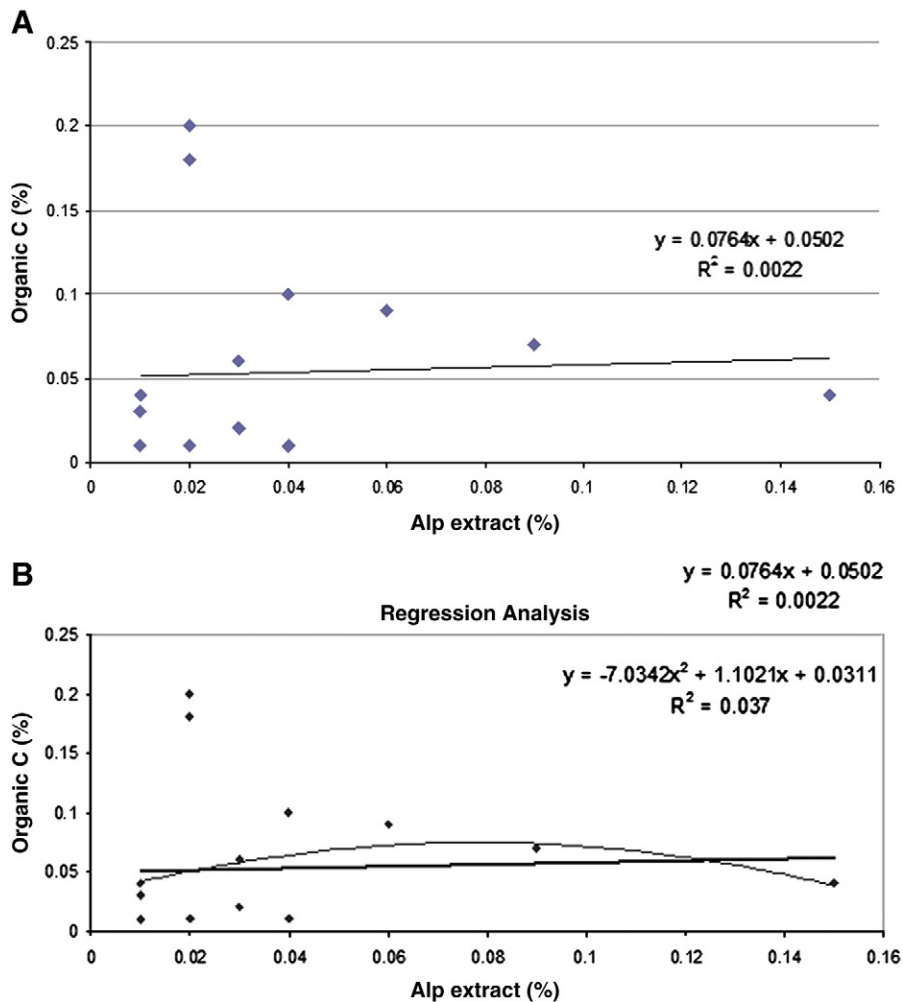 A
0.25
0.2
0.15
0.1
0.05
0
Organic C (%)
y = 0.0764x + 0.0502
R² = 0.0022
0 0.02 0.04 0.06 0.08 0.1 0.12 0.14 0.16
Alp extract (%)
B
y = 0.0764x + 0.0502
R² = 0.0022
Regression Analysis
0.25
0.2
0.15
0.1
0.05
0
Organic C (%)
y = -7.0342x² + 1.1021x + 0.0311
R² = 0.037
0 0.02 0.04 0.06 0.08 0.1 0.12 0.14 0.16
Alp extract (%)